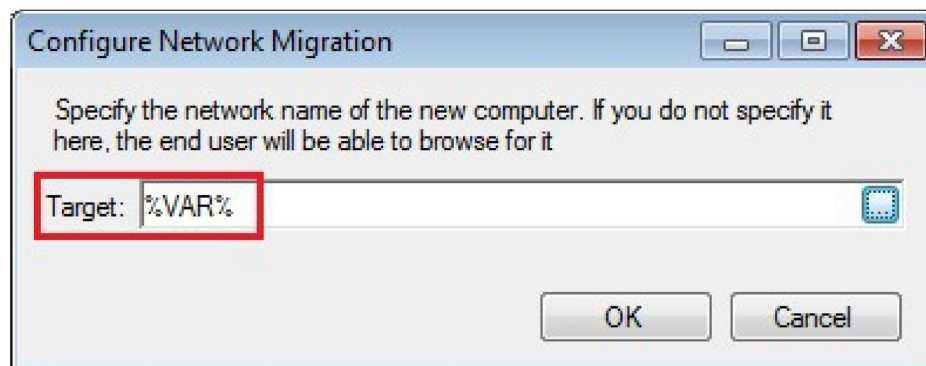 Configure Network Migration
Specify the network name of the new computer. If you do not specify it
here, the end user will be able to browse for it
Target: %VAR%
...
OK Cancel